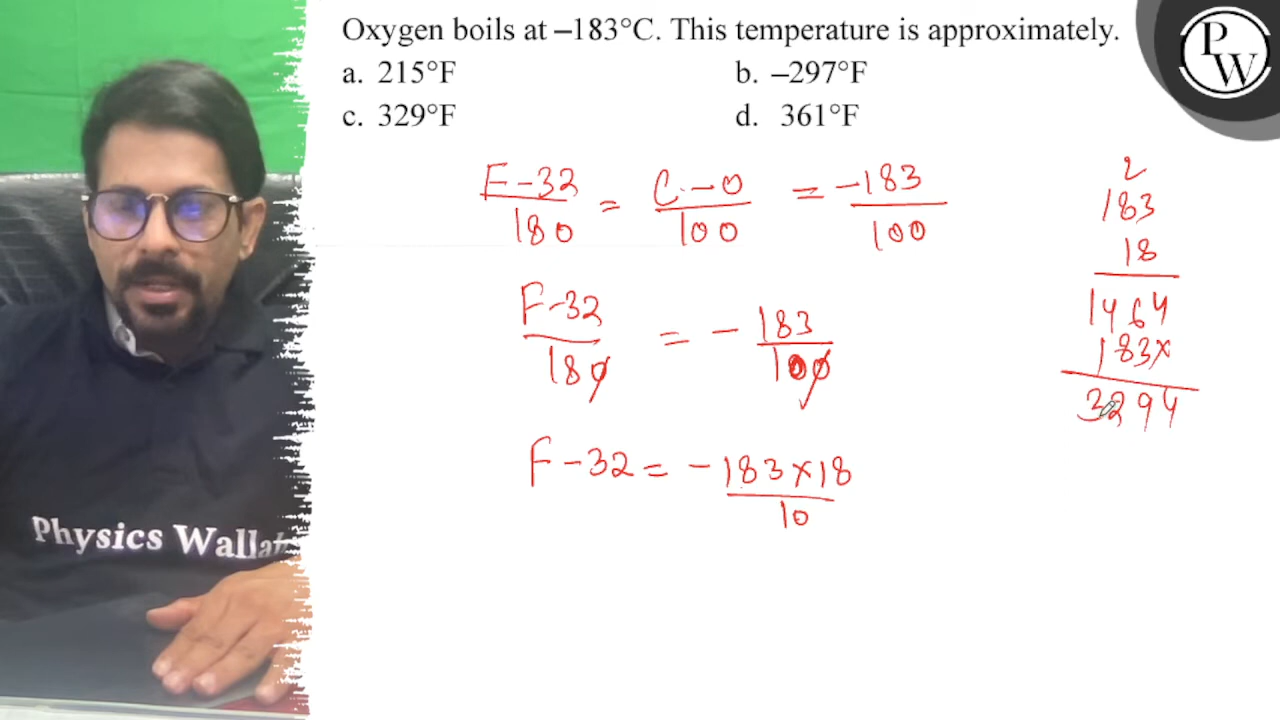 Oxygen boils at –183°C. This temperature is approximately.
a. 215°F b. –297°F
c. 329°F d. 361°F
PW
F-32/180 = C-0/100 = -183/100
F-32/180 = -183/100
F-32 = -183×18/10
2
183
18
1464
183×
3294
Physics Wallah